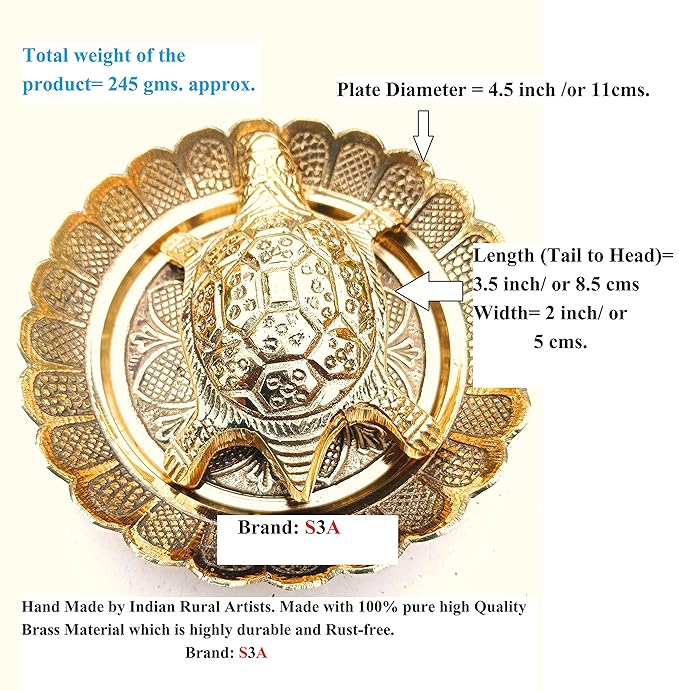 Total weight of the
product= 245 gms. approx.
Plate Diameter = 4.5 inch /or 11cms.
Length (Tail to Head)=
3.5 inch/ or 8.5 cms
Width= 2 inch/ or
5 cms.
Brand: S3A
Hand Made by Indian Rural Artists. Made with 100% pure high Quality
Brass Material which is highly durable and Rust-free.
Brand: S3A